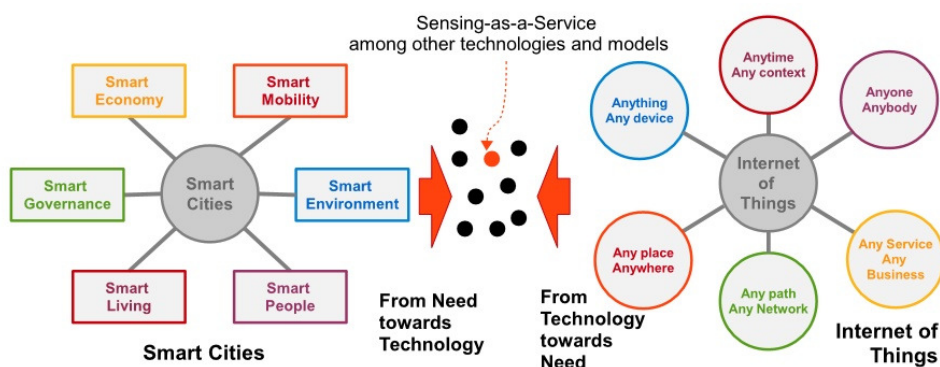 Sensing-as-a-Service
among other technologies and models
Smart
Economy
Smart
Mobility
Smart
Governance
Smart
Cities
Smart
Environment
Smart
Living
Smart
People
Smart Cities
From Need
towards
Technology
From
Technology
towards
Need
Anytime
Any context
Anything
Any device
Anyone
Anybody
Internet
of
Things
Any place
Anywhere
Any path
Any Network
Any Service
Any
Business
Internet of
Things